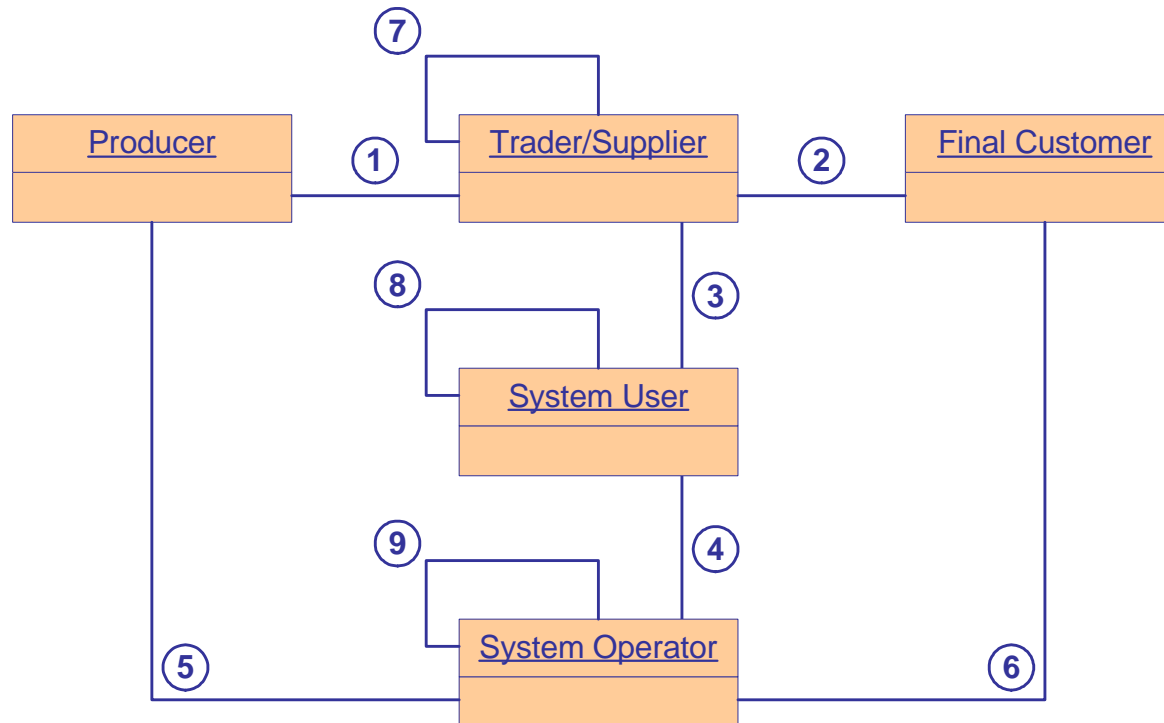 7
Producer
Trader/Supplier
Final Customer
1
2
8
3
System User
9
4
System Operator
5
6